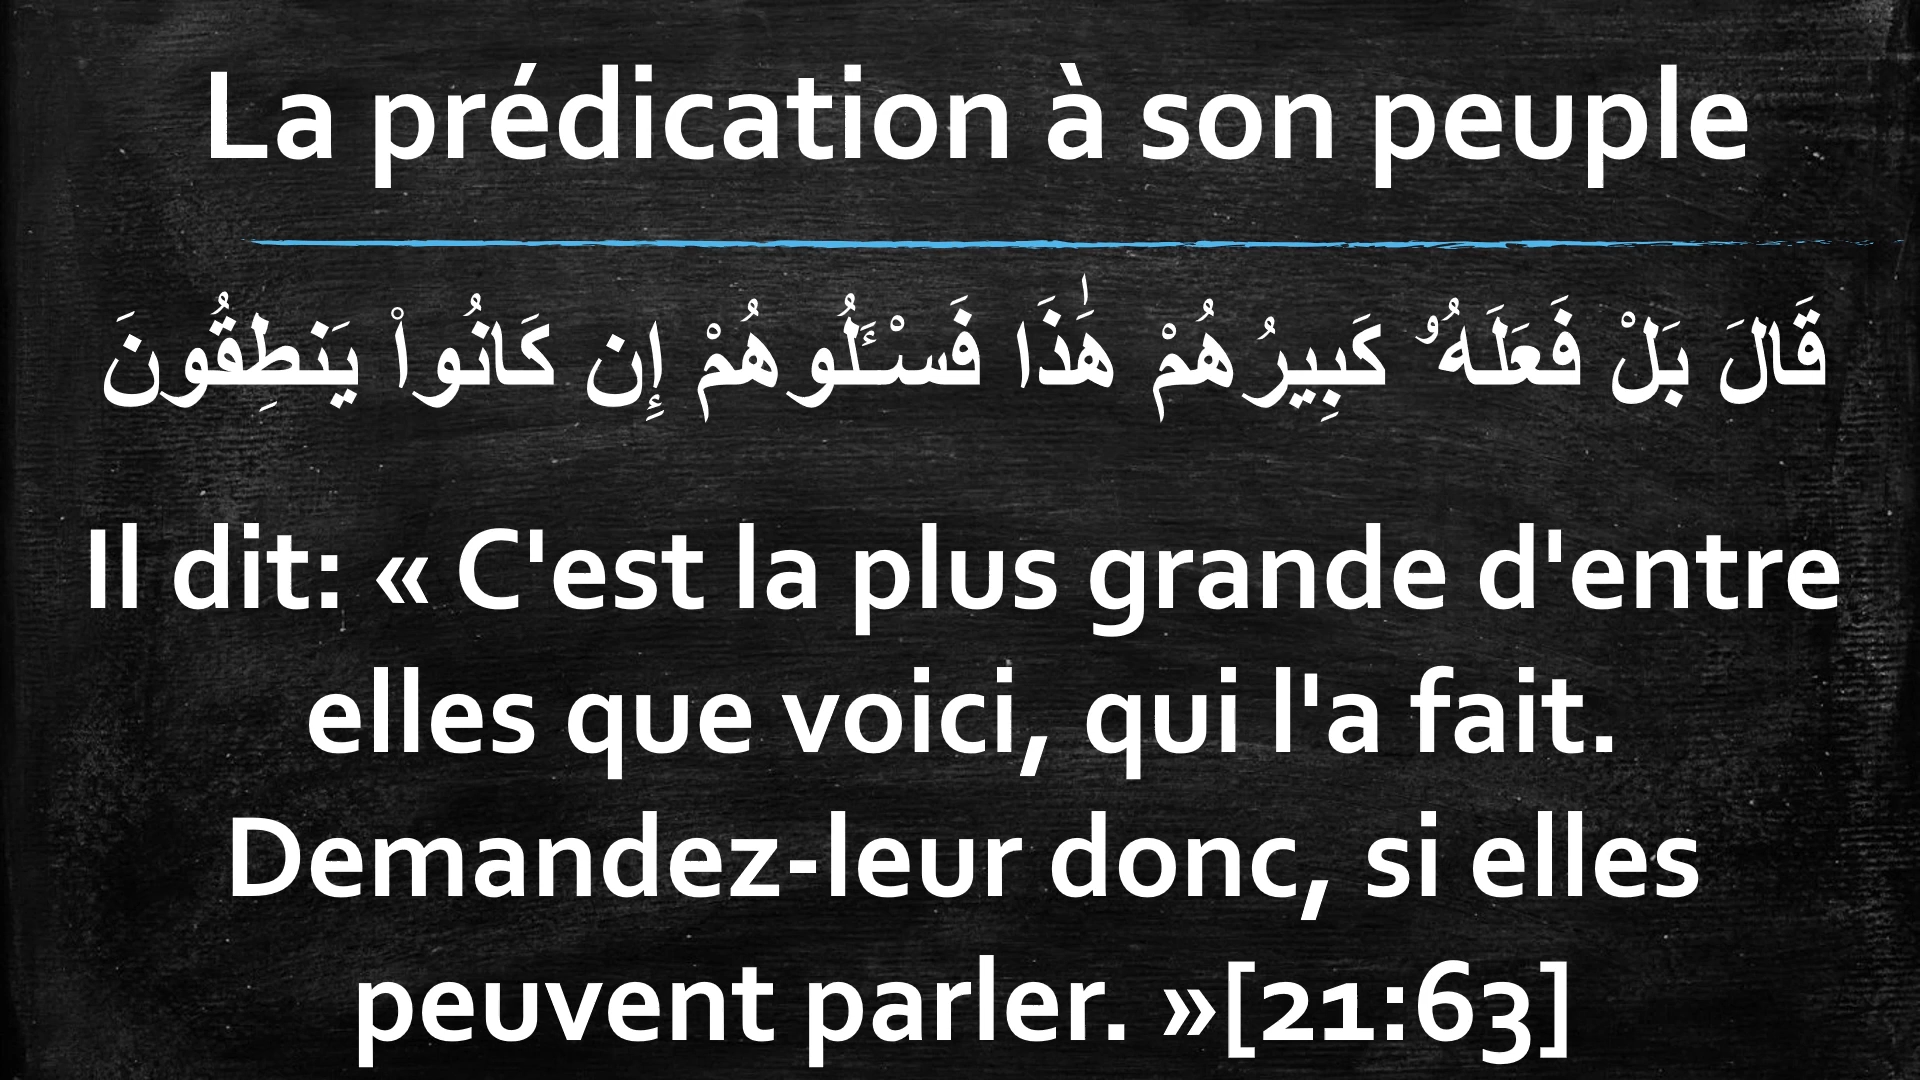 La prédication à son peuple
قَالَ بَلْ فَعَلَهُۥ كَبِيرُهُمْ هَٰذَا فَسْـَٔلُوهُمْ إِن كَانُوا۟ يَنطِقُونَ
Il dit: « C'est la plus grande d'entre
elles que voici, qui l'a fait.
Demandez-leur donc, si elles
peuvent parler. »[21:63]